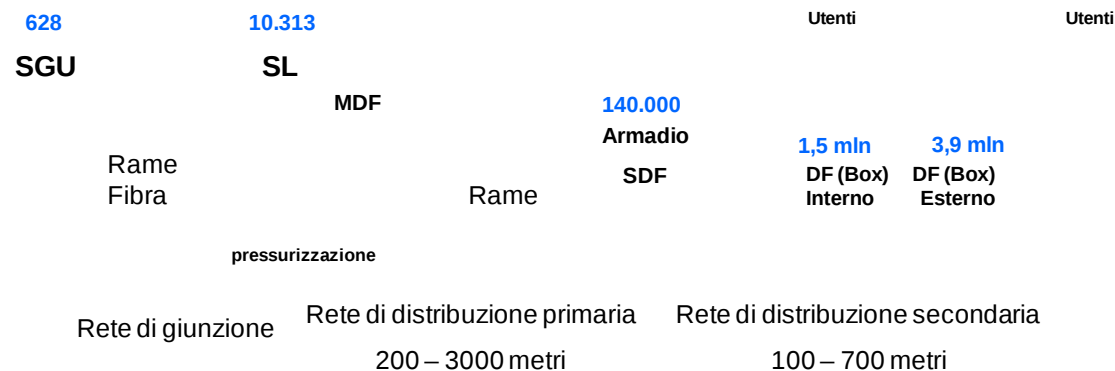 628
10.313
Utenti
Utenti
SGU
SL
MDF
140.000
Armadio
1,5 mln
3,9 mln
Rame
Fibra
Rame
SDF
DF (Box)
Interno
DF (Box)
Esterno
pressurizzazione
Rete di giunzione
Rete di distribuzione primaria
200 – 3000 metri
Rete di distribuzione secondaria
100 – 700 metri